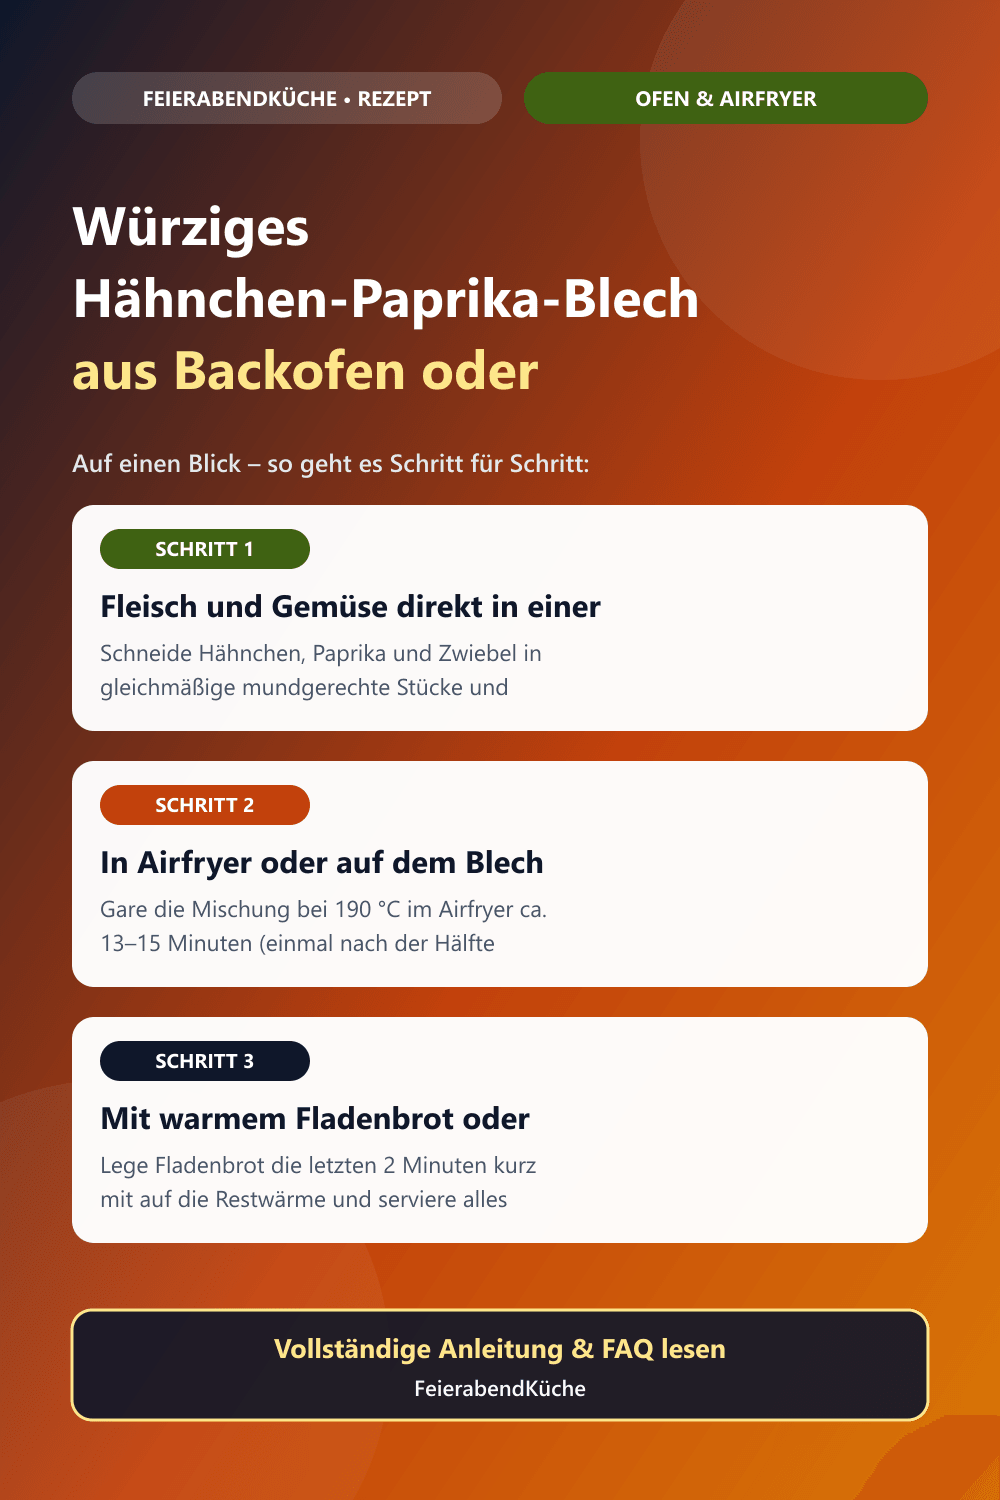 FEIERABENDKÜCHE • REZEPT
OFEN & AIRFRYER
Würziges
Hähnchen-Paprika-Blech
aus Backofen oder
Auf einen Blick – so geht es Schritt für Schritt:
SCHRITT 1
Fleisch und Gemüse direkt in einer
Schneide Hähnchen, Paprika und Zwiebel in
gleichmäßige mundgerechte Stücke und
SCHRITT 2
In Airfryer oder auf dem Blech
Gare die Mischung bei 190 °C im Airfryer ca.
13–15 Minuten (einmal nach der Hälfte
SCHRITT 3
Mit warmem Fladenbrot oder
Lege Fladenbrot die letzten 2 Minuten kurz
mit auf die Restwärme und serviere alles
Vollständige Anleitung & FAQ lesen
FeierabendKüche